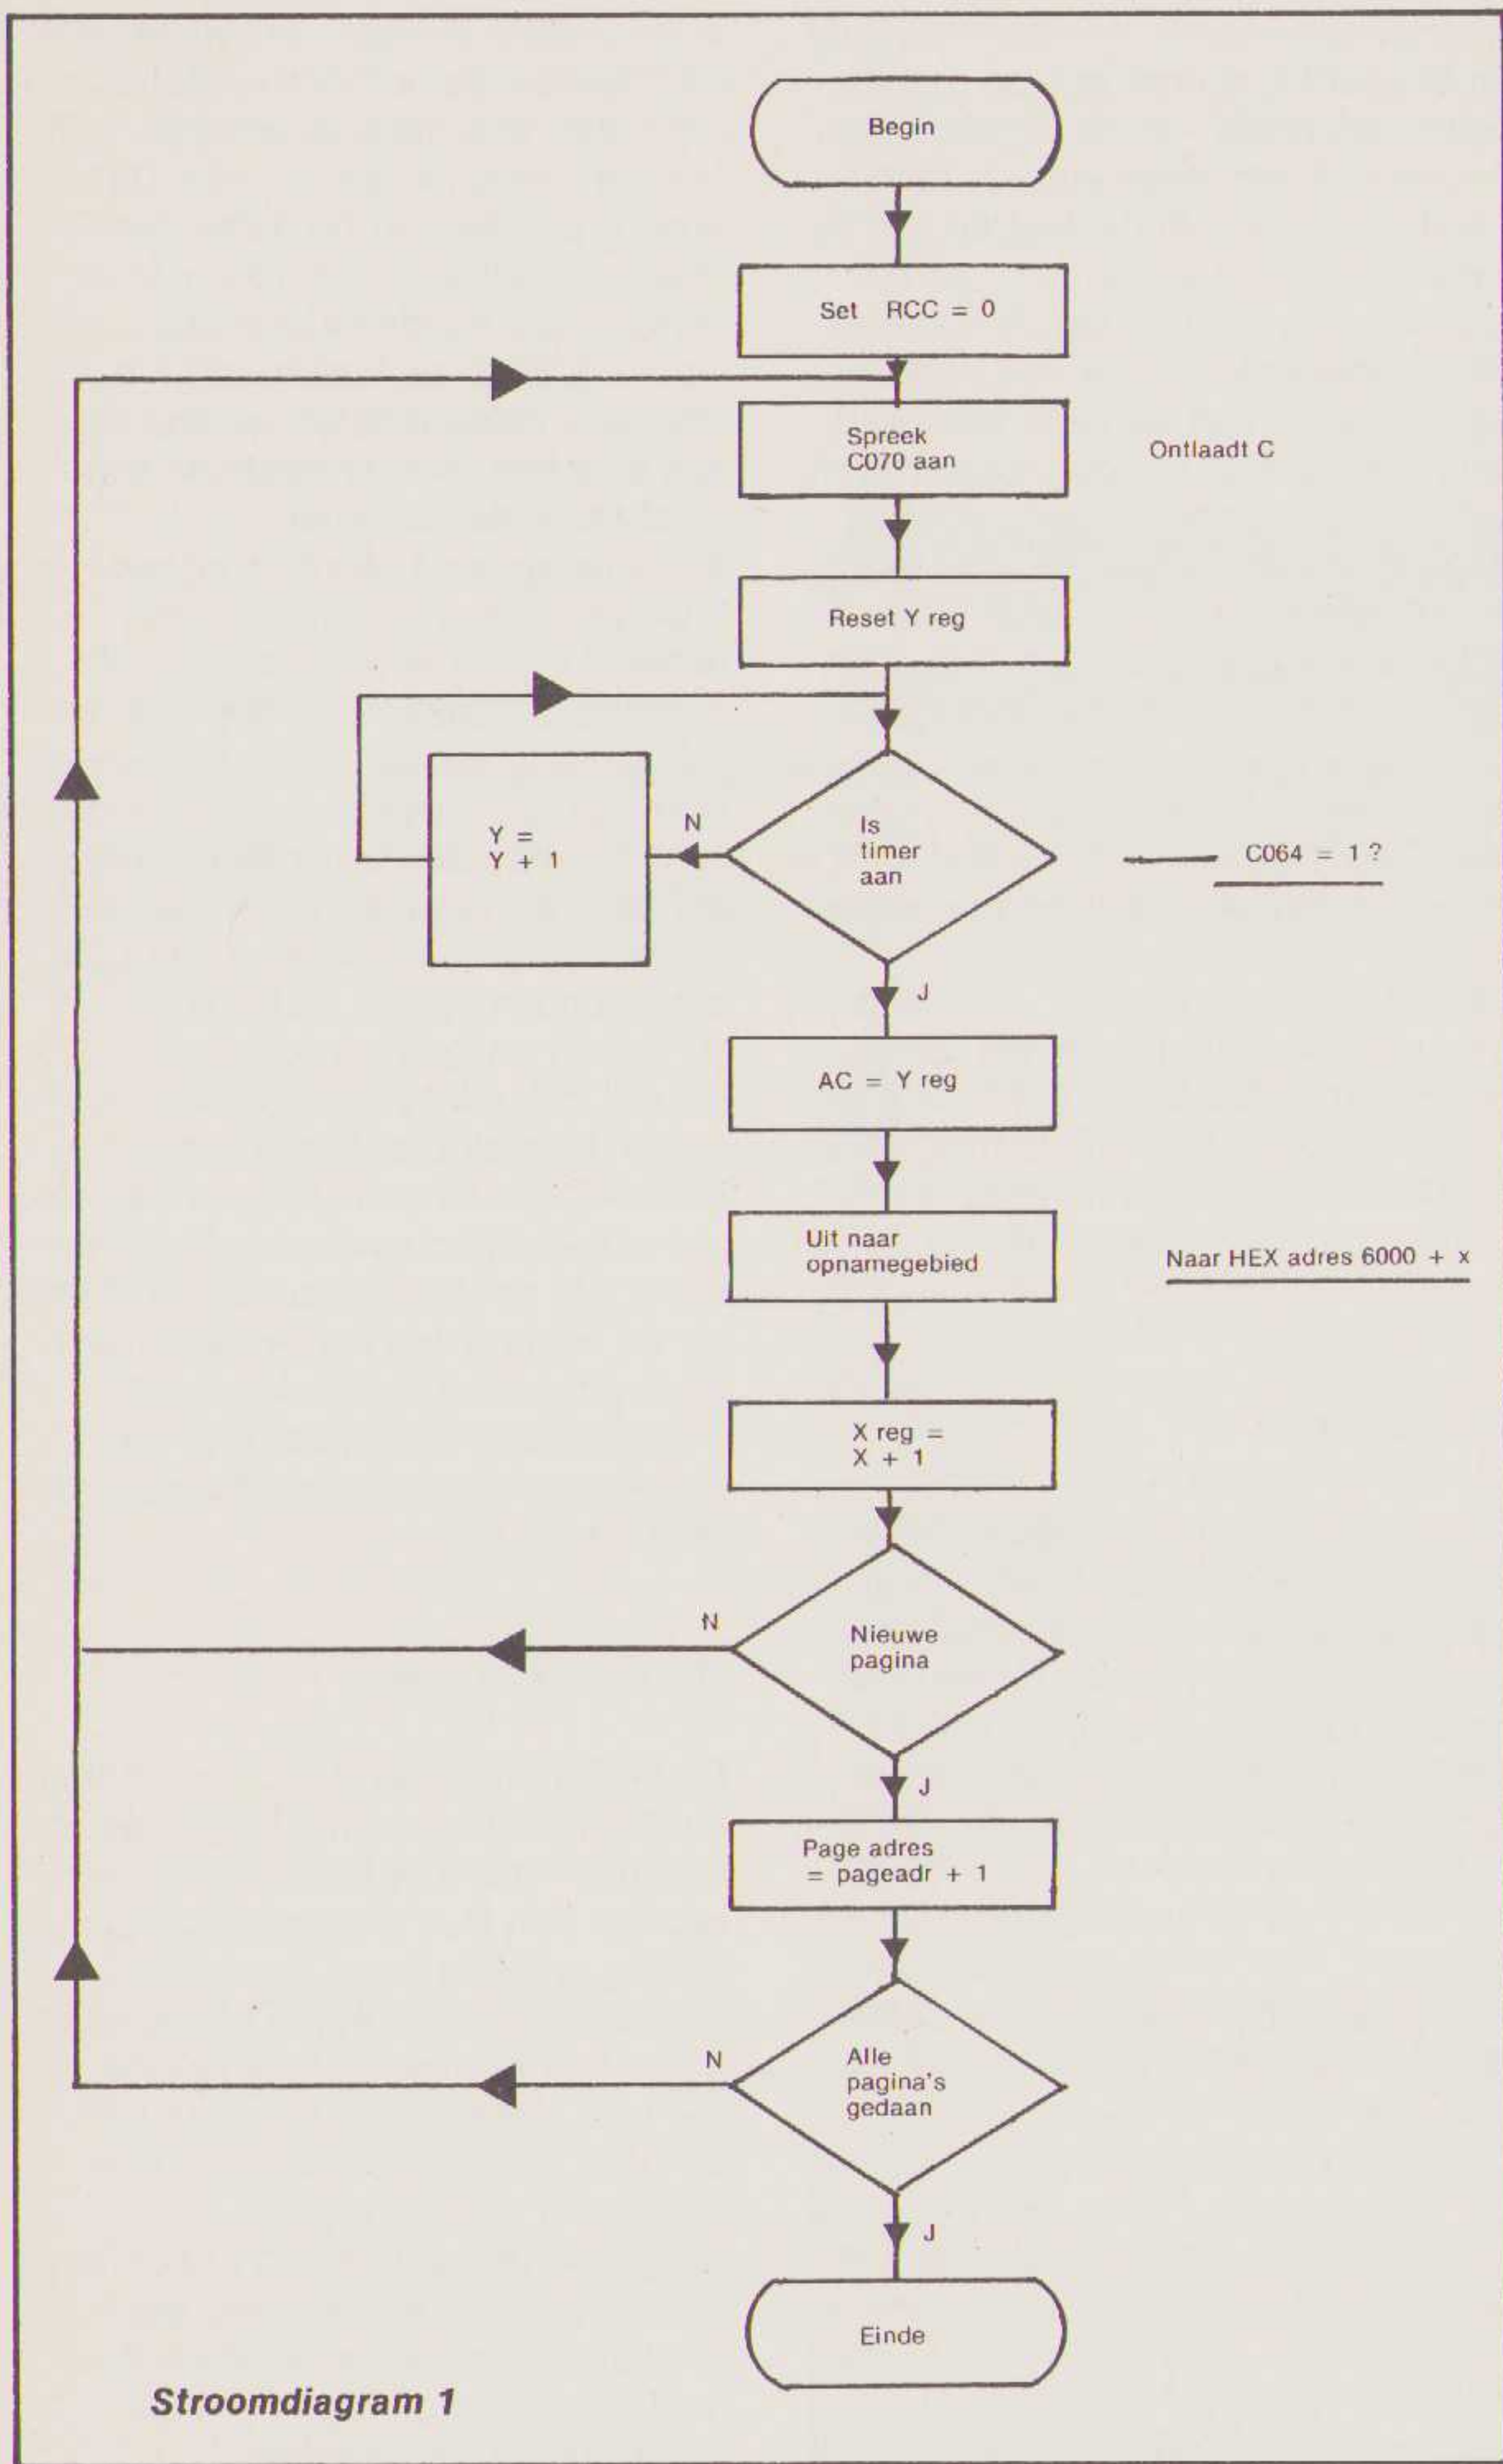 Begin
Set RCC = 0
Spreek
C070 aan
Ontlaadt C
Reset Y reg
Y =
Y + 1
N
Is
timer
aan
C064 = 1 ?
J
AC = Y reg
Uit naar
opnamegebied
Naar HEX adres 6000 + x
X reg =
X + 1
N
Nieuwe
pagina
J
Page adres
= pageadr + 1
N
Alle
pagina's
gedaan
J
Einde
Stroomdiagram 1